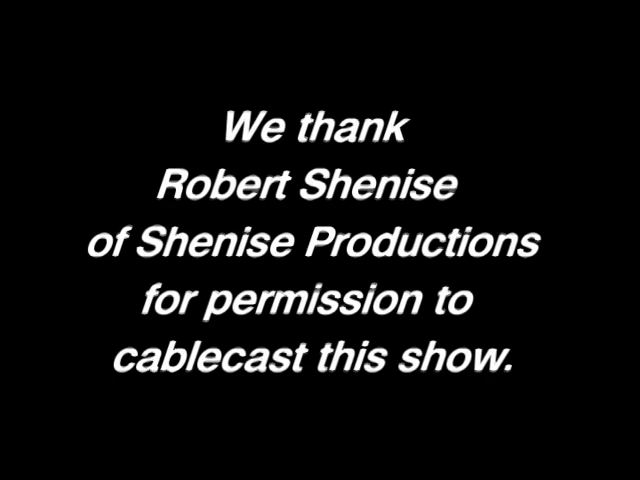 We thank
Robert Shenise
of Shenise Productions
for permission to
cablecast this show.